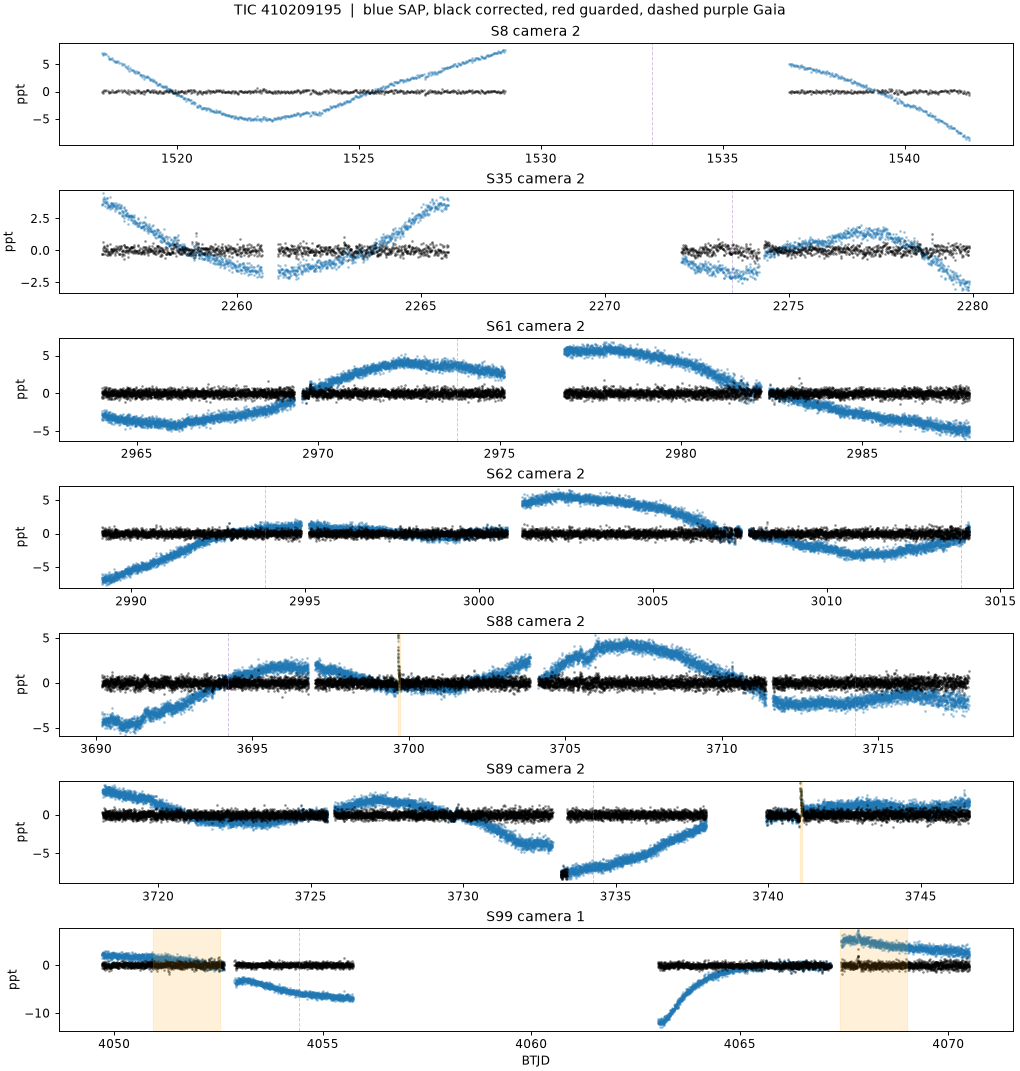 TIC 410209195 | blue SAP, black corrected, red guarded, dashed purple Gaia
S8 camera 2
ppt
5
0
−5
1520 1525 1530 1535 1540
S35 camera 2
ppt
2.5
0.0
−2.5
2260 2265 2270 2275 2280
S61 camera 2
ppt
5
0
−5
2965 2970 2975 2980 2985
S62 camera 2
ppt
5
0
−5
2990 2995 3000 3005 3010 3015
S88 camera 2
ppt
5
0
−5
3690 3695 3700 3705 3710 3715
S89 camera 2
ppt
0
−5
3720 3725 3730 3735 3740 3745
S99 camera 1
ppt
0
−10
4050 4055 4060 4065 4070
BTJD